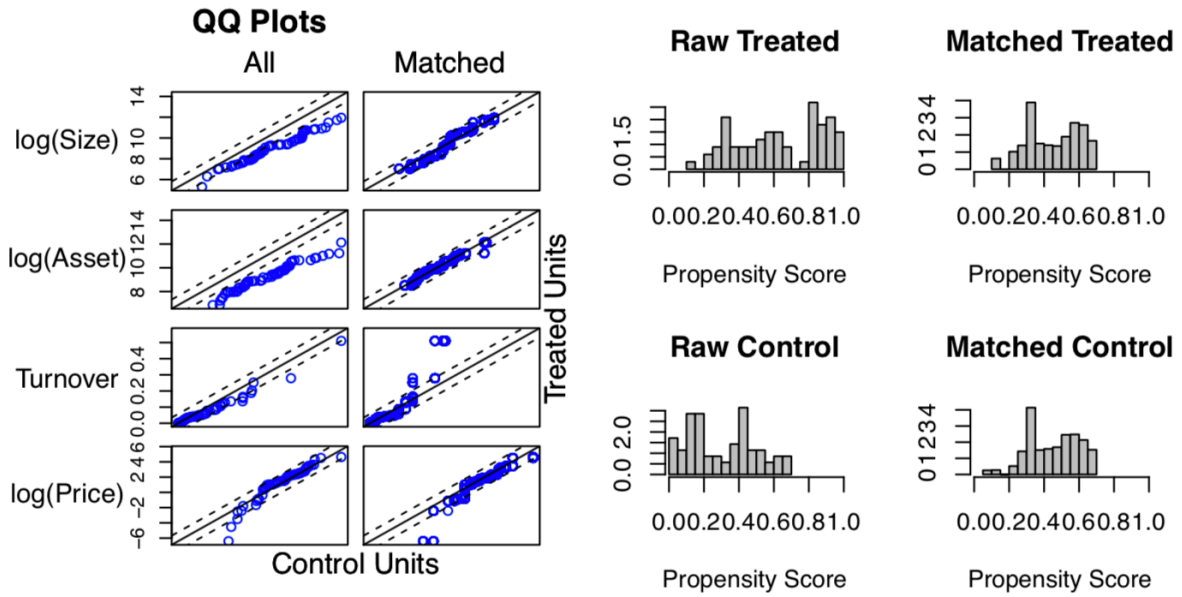 QQ Plots
All
Matched
log(Size)
6 8 10 14
log(Asset)
8 10 12 14
Turnover
0.0 0.2 0.4
log(Price)
−6 −2 2 4 6
Control Units
Treated Units
Raw Treated
0.0 1.5
0.0 0.2 0.4 0.6 0.8 1.0
Propensity Score
Matched Treated
0 1 2 3 4
0.0 0.2 0.4 0.6 0.8 1.0
Propensity Score
Raw Control
0.0 2.0
0.0 0.2 0.4 0.6 0.8 1.0
Propensity Score
Matched Control
0 1 2 3 4
0.0 0.2 0.4 0.6 0.8 1.0
Propensity Score